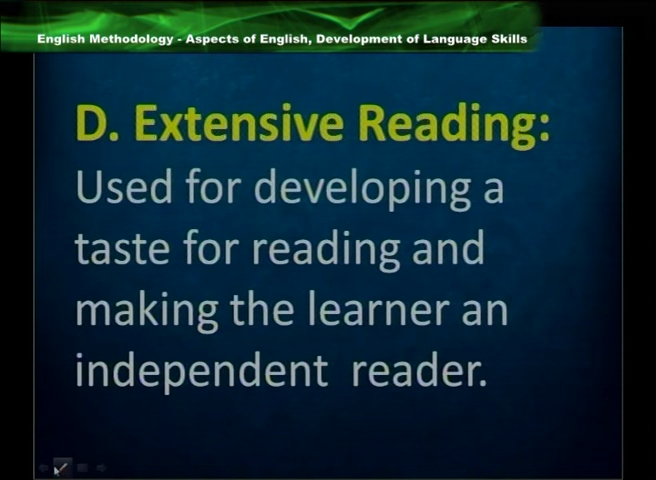 English Methodology - Aspects of English, Development of Language Skills
D. Extensive Reading:
Used for developing a
taste for reading and
making the learner an
independent reader.